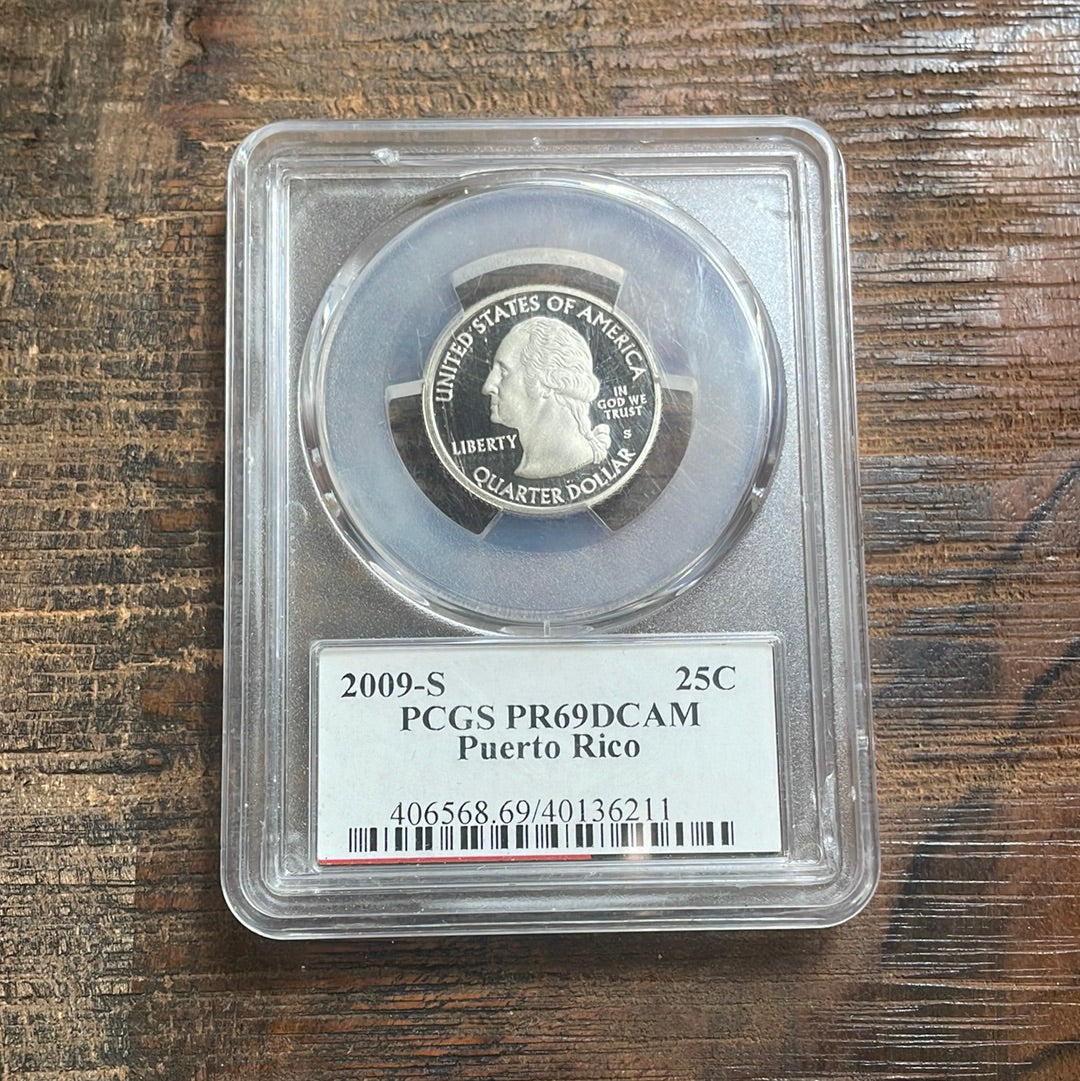 UNITED STATES OF AMERICA
IN
GOD WE
TRUST
S
LIBERTY
QUARTER DOLLAR
2009-S 25C
PCGS PR69DCAM
Puerto Rico
406568.69/40136211